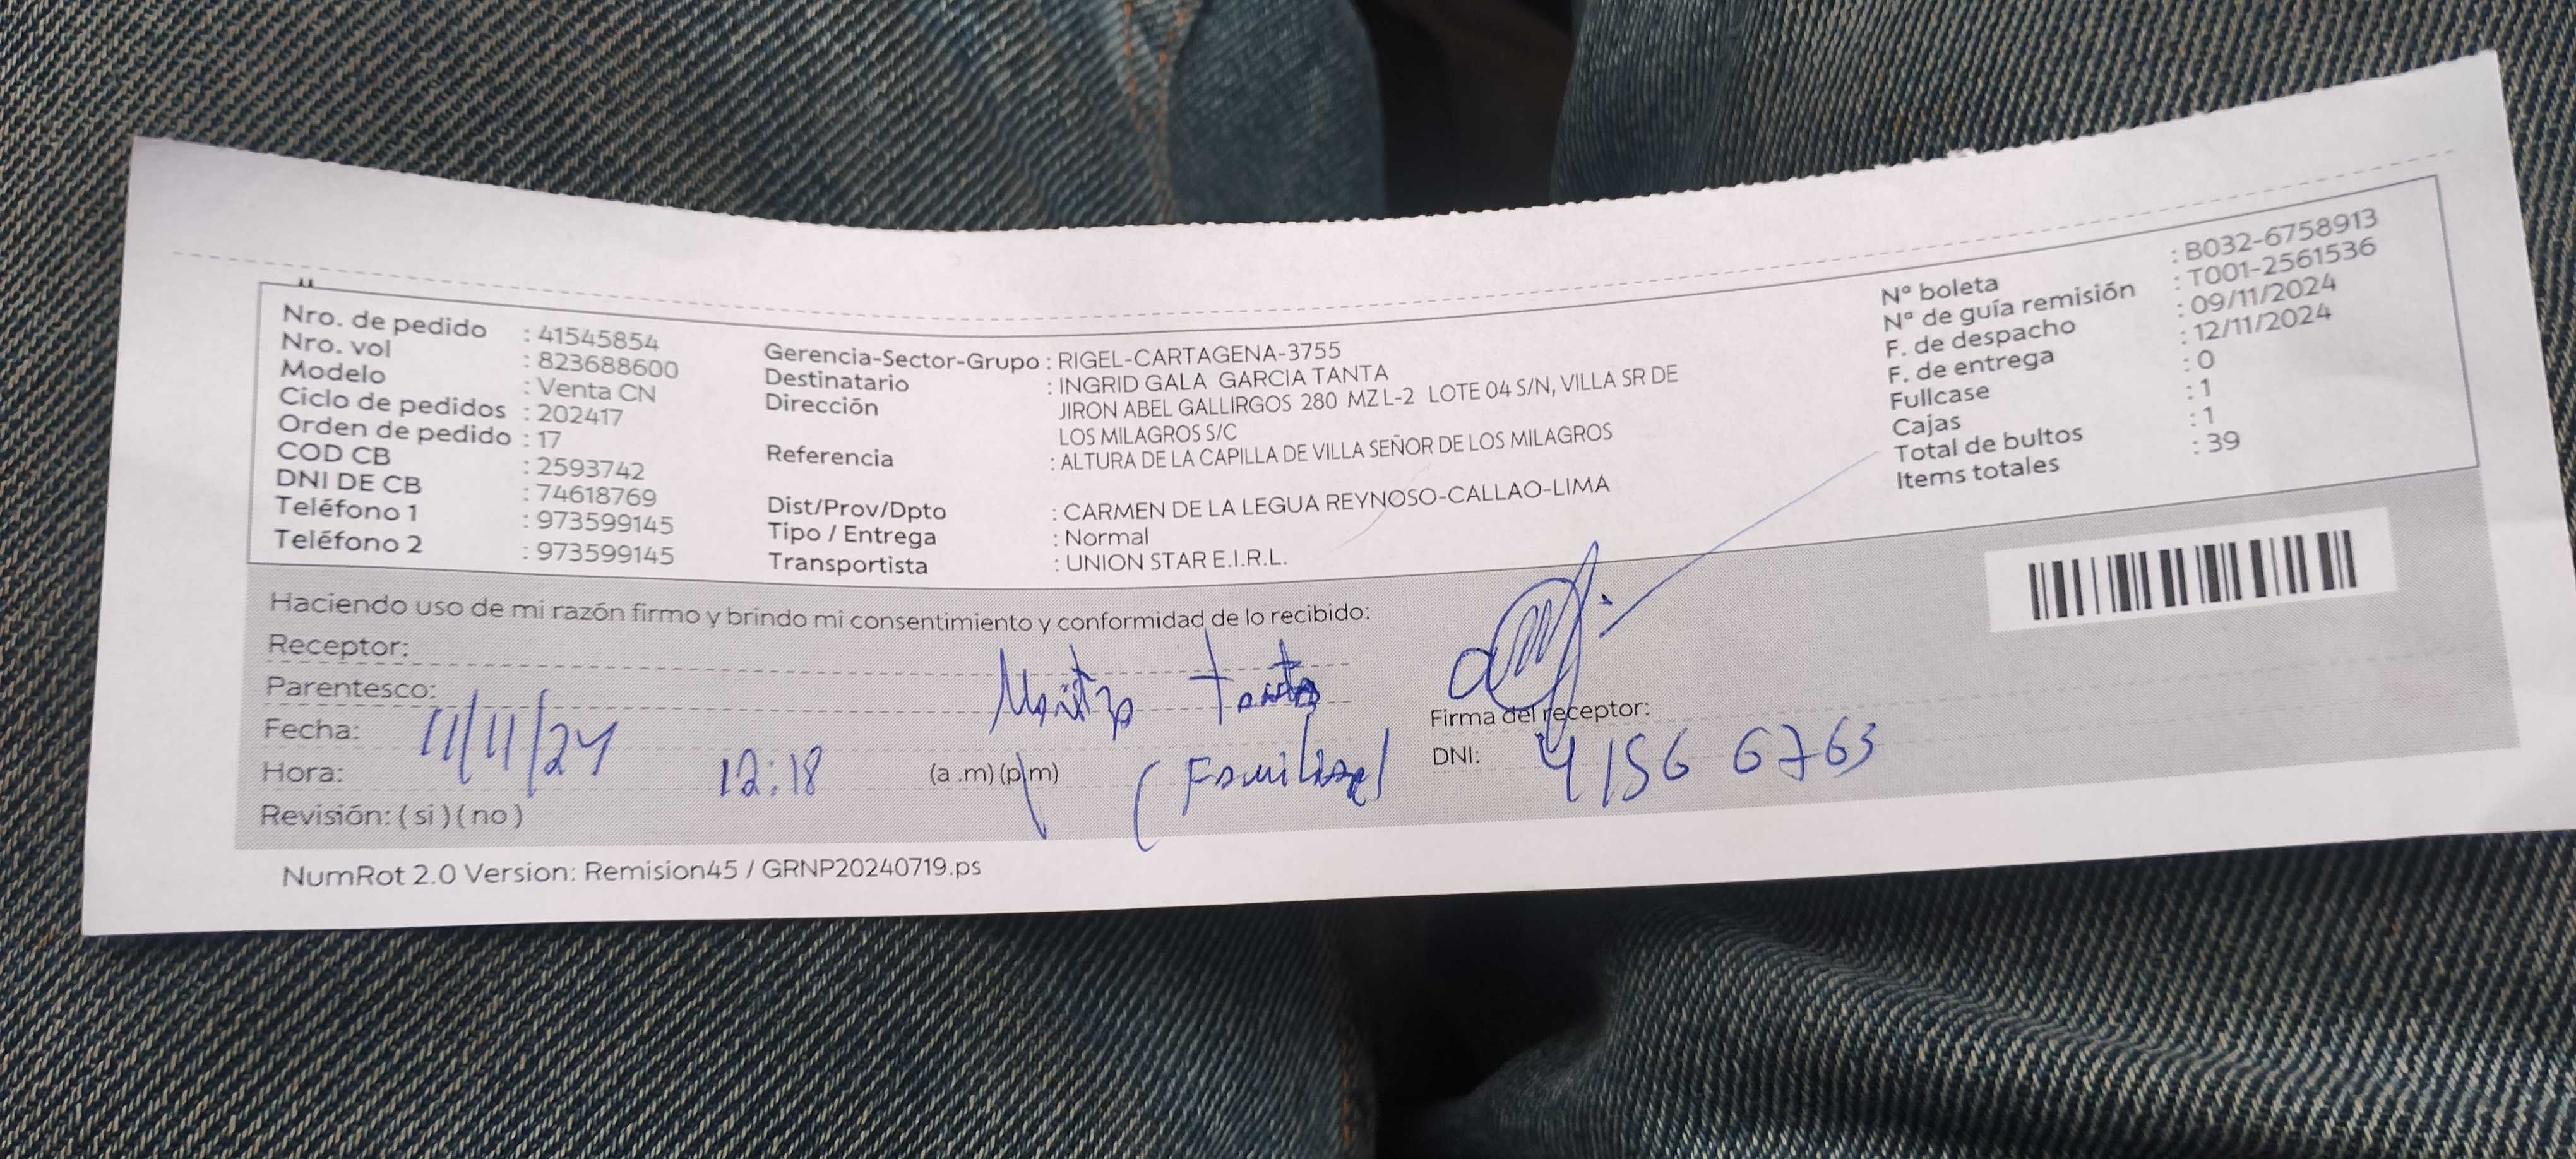 Nro. de pedido : 41545854
Nro. vol : 823688600
Modelo : Venta CN
Ciclo de pedidos : 202417
Orden de pedido : 17
COD CB : 2593742
DNI DE CB : 74618769
Teléfono 1 : 973599145
Teléfono 2 : 973599145
Gerencia-Sector-Grupo : RIGEL-CARTAGENA-3755
Destinatario : INGRID GALA GARCIA TANTA
Dirección JIRON ABEL GALLIRGOS 280 MZ L-2 LOTE 04 S/N, VILLA SR DE
LOS MILAGROS S/C
Referencia : ALTURA DE LA CAPILLA DE VILLA SEÑOR DE LOS MILAGROS
Dist/Prov/Dpto : CARMEN DE LA LEGUA REYNOSO-CALLAO-LIMA
Tipo / Entrega : Normal
Transportista : UNION STAR E.I.R.L.
N° boleta : B032-6758913
N° de guía remisión : T001-2561536
F. de despacho : 09/11/2024
F. de entrega : 12/11/2024
Fullcase : 0
Cajas : 1
Total de bultos : 1
Items totales : 39
Haciendo uso de mi razón firmo y brindo mi consentimiento y conformidad de lo recibido:
Receptor: Tanta
Parentesco:
Fecha: 11/11/24
Hora: 12:18 (a .m) (p m) (Familiar)
Revisión: ( si ) ( no )
Firma del receptor:
DNI: 41566763
NumRot 2.0 Version: Remision45 / GRNP20240719.ps